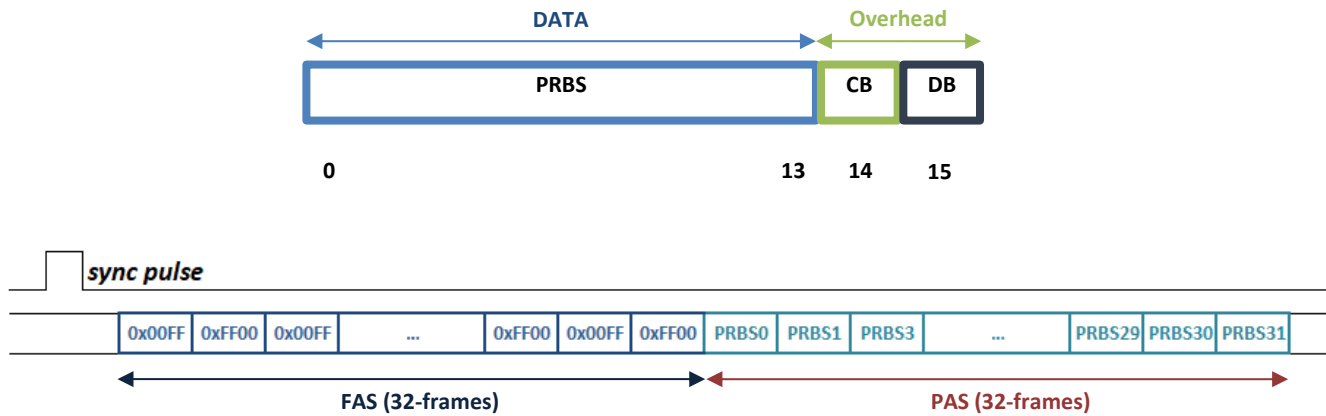 DATA Overhead
PRBS CB DB
0 13 14 15
sync pulse
0x00FF 0xFF00 0x00FF ... 0xFF00 0x00FF 0xFF00 PRBS0 PRBS1 PRBS3 ... PRBS29 PRBS30 PRBS31
FAS (32-frames) PAS (32-frames)